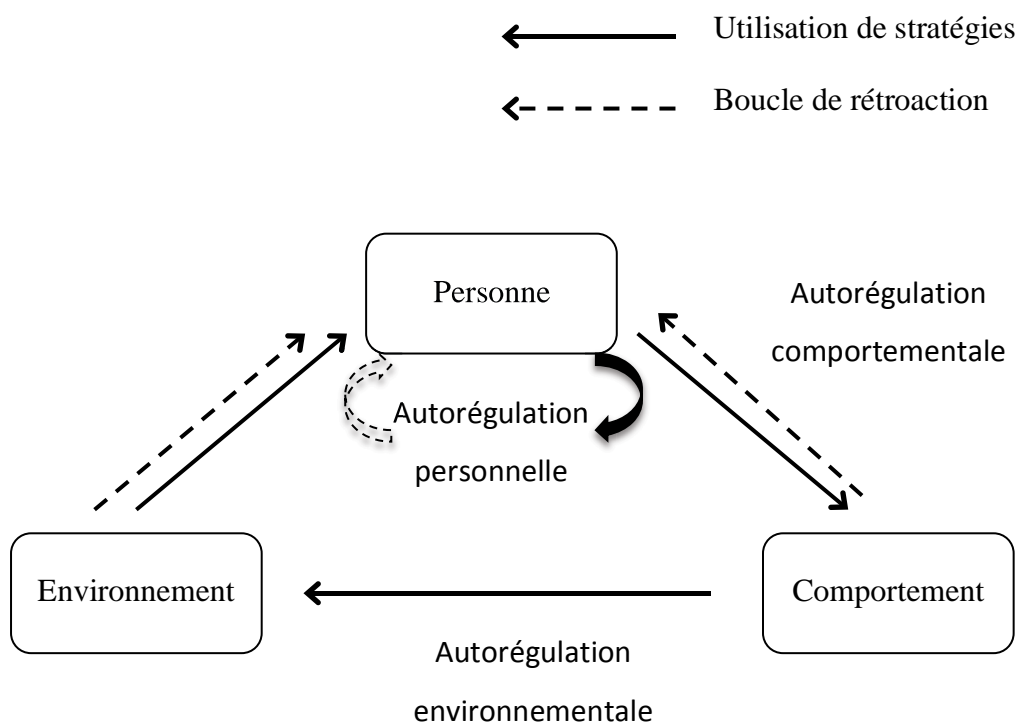 Utilisation de stratégies
Boucle de rétroaction
Personne
Autorégulation
comportementale
Autorégulation
personnelle
Environnement
Comportement
Autorégulation
environnementale